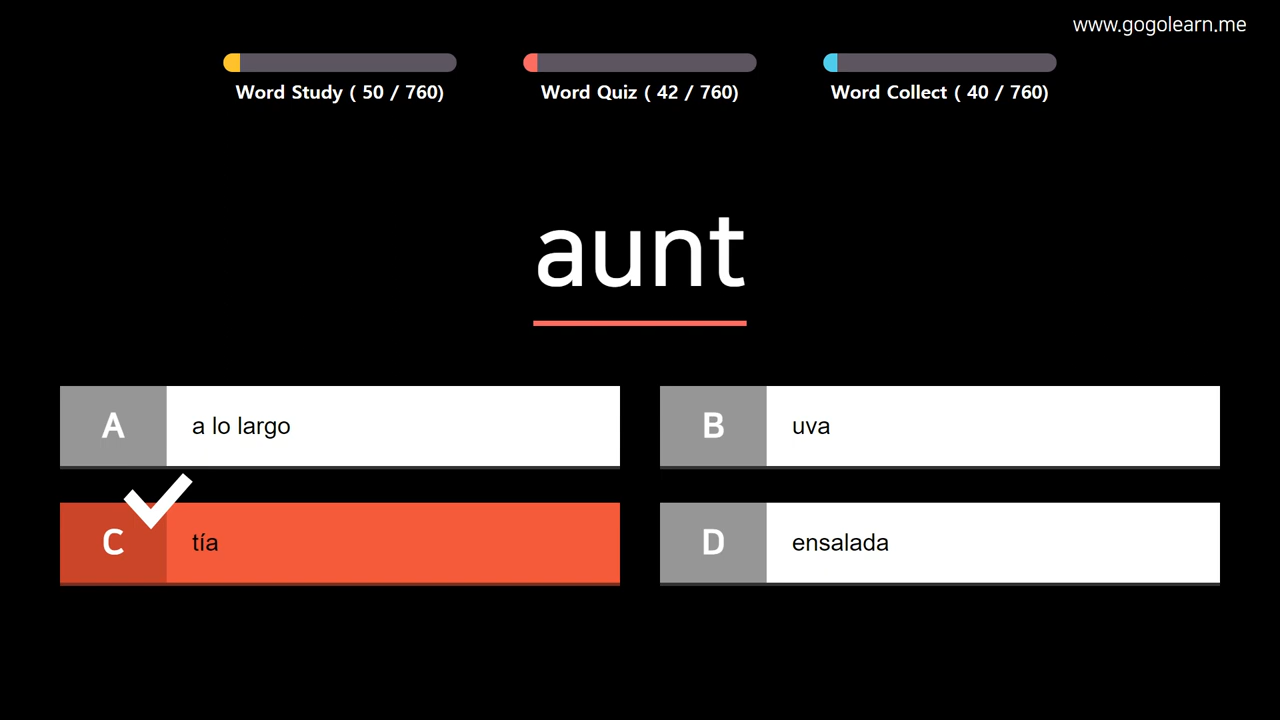 www.gogolearn.me
Word Study ( 50 / 760)
Word Quiz ( 42 / 760)
Word Collect ( 40 / 760)
aunt
A
a lo largo
B
uva
C
tía
D
ensalada